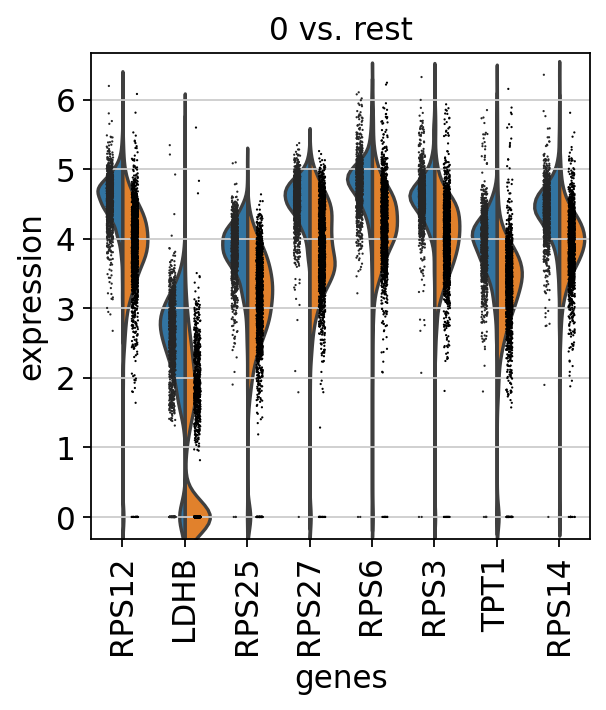 0 vs. rest
6
5
4
3
2
1
0
expression
RPS12
LDHB
RPS25
RPS27
RPS6
RPS3
TPT1
RPS14
genes